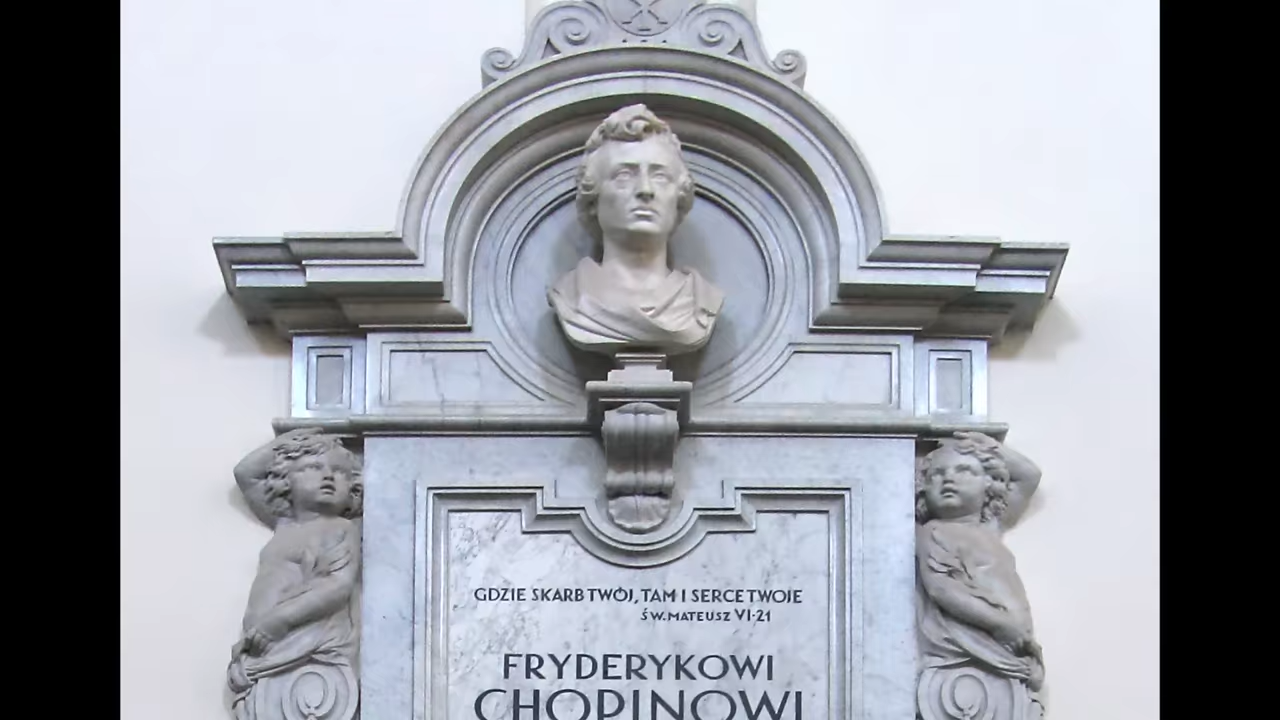 GDZIE SKARB TWÓJ, TAM I SERCE TWOJE
ŚW. MATEUSZ VI·21
FRYDERYKOWI
CHOPINOWI